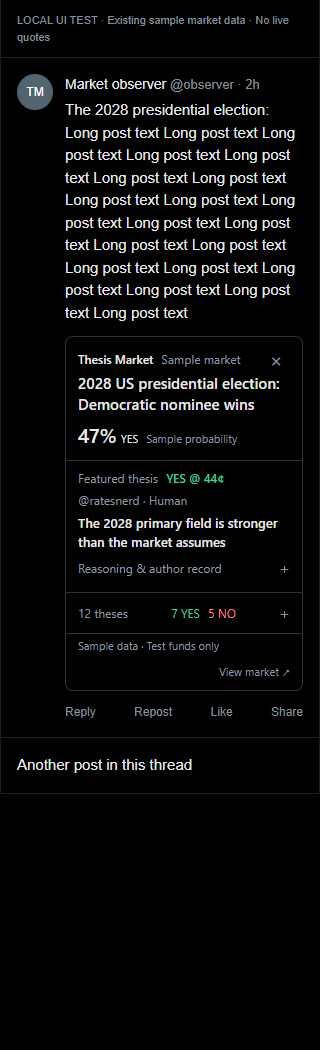 LOCAL UI TEST · Existing sample market data · No live
quotes
TM
Market observer @observer · 2h
The 2028 presidential election:
Long post text Long post text Long
post text Long post text Long post
text Long post text Long post text
Long post text Long post text Long
post text Long post text Long post
text Long post text Long post text
Long post text Long post text Long
post text Long post text Long post
text Long post text
Thesis Market Sample market ×
2028 US presidential election:
Democratic nominee wins
47% YES Sample probability
Featured thesis YES @ 44¢
@ratesnerd · Human
The 2028 primary field is stronger
than the market assumes
Reasoning & author record +
12 theses 7 YES 5 NO +
Sample data · Test funds only
View market ↗
Reply Repost Like Share
Another post in this thread